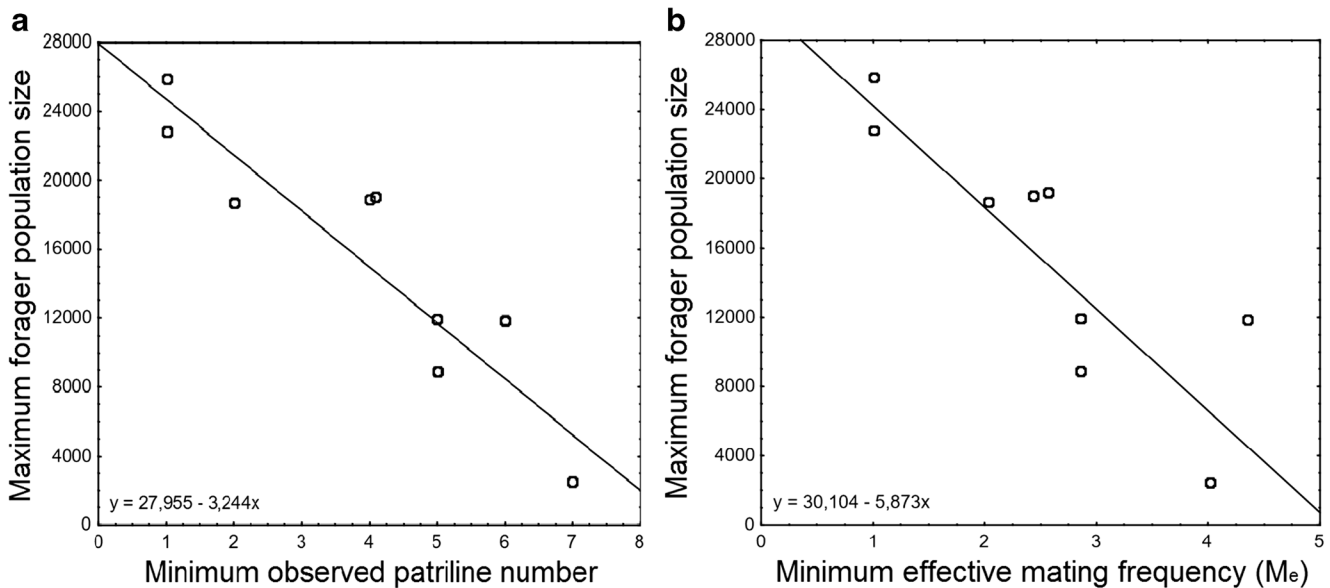 a
Maximum forager population size
28000
24000
20000
16000
12000
8000
4000
0
y = 27,955 - 3,244x
0 1 2 3 4 5 6 7 8
Minimum observed patriline number
b
Maximum forager population size
28000
24000
20000
16000
12000
8000
4000
0
y = 30,104 - 5,873x
0 1 2 3 4 5
Minimum effective mating frequency (Me)